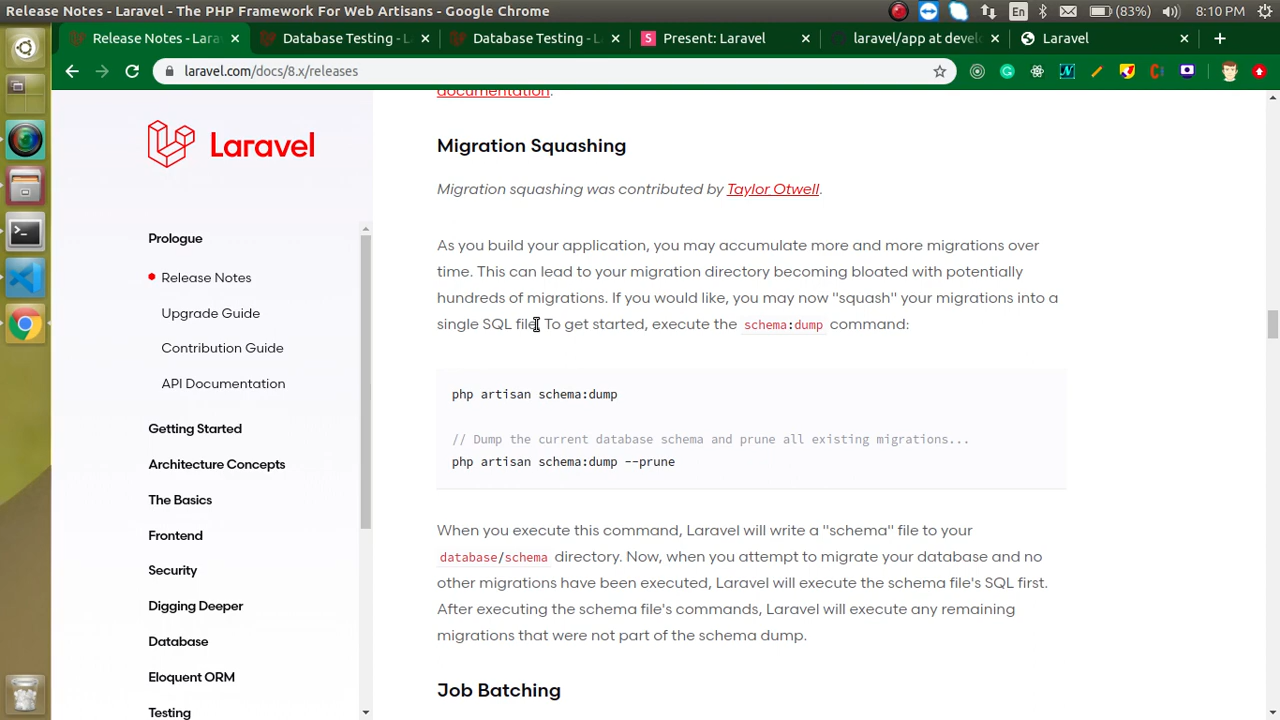 Release Notes - Laravel - The PHP Framework For Web Artisans - Google Chrome
En
(83%)
8:10 PM
Release Notes - Lara
Database Testing - L
Database Testing - L
Present: Laravel
laravel/app at devel
Laravel
laravel.com/docs/8.x/releases
documentation.
Laravel
Prologue
Release Notes
Upgrade Guide
Contribution Guide
API Documentation
Getting Started
Architecture Concepts
The Basics
Frontend
Security
Digging Deeper
Database
Eloquent ORM
Testing
Migration Squashing
Migration squashing was contributed by Taylor Otwell.
As you build your application, you may accumulate more and more migrations over
time. This can lead to your migration directory becoming bloated with potentially
hundreds of migrations. If you would like, you may now "squash" your migrations into a
single SQL file. To get started, execute the schema:dump command:
php artisan schema:dump
// Dump the current database schema and prune all existing migrations...
php artisan schema:dump --prune
When you execute this command, Laravel will write a "schema" file to your
database/schema directory. Now, when you attempt to migrate your database and no
other migrations have been executed, Laravel will execute the schema file's SQL first.
After executing the schema file's commands, Laravel will execute any remaining
migrations that were not part of the schema dump.
Job Batching